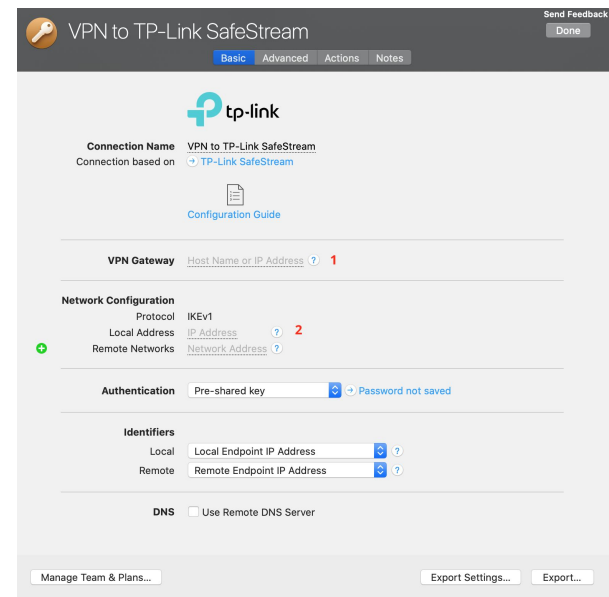 Send Feedback
VPN to TP-Link SafeStream
Done
Basic Advanced Actions Notes
tp-link
Connection Name VPN to TP-Link SafeStream
Connection based on TP-Link SafeStream
Configuration Guide
VPN Gateway Host Name or IP Address ? 1
Network Configuration
Protocol IKEv1
Local Address IP Address ? 2
Remote Networks Network Address ?
Authentication Pre-shared key Password not saved
Identifiers
Local Local Endpoint IP Address ?
Remote Remote Endpoint IP Address ?
DNS Use Remote DNS Server
Manage Team & Plans... Export Settings... Export...